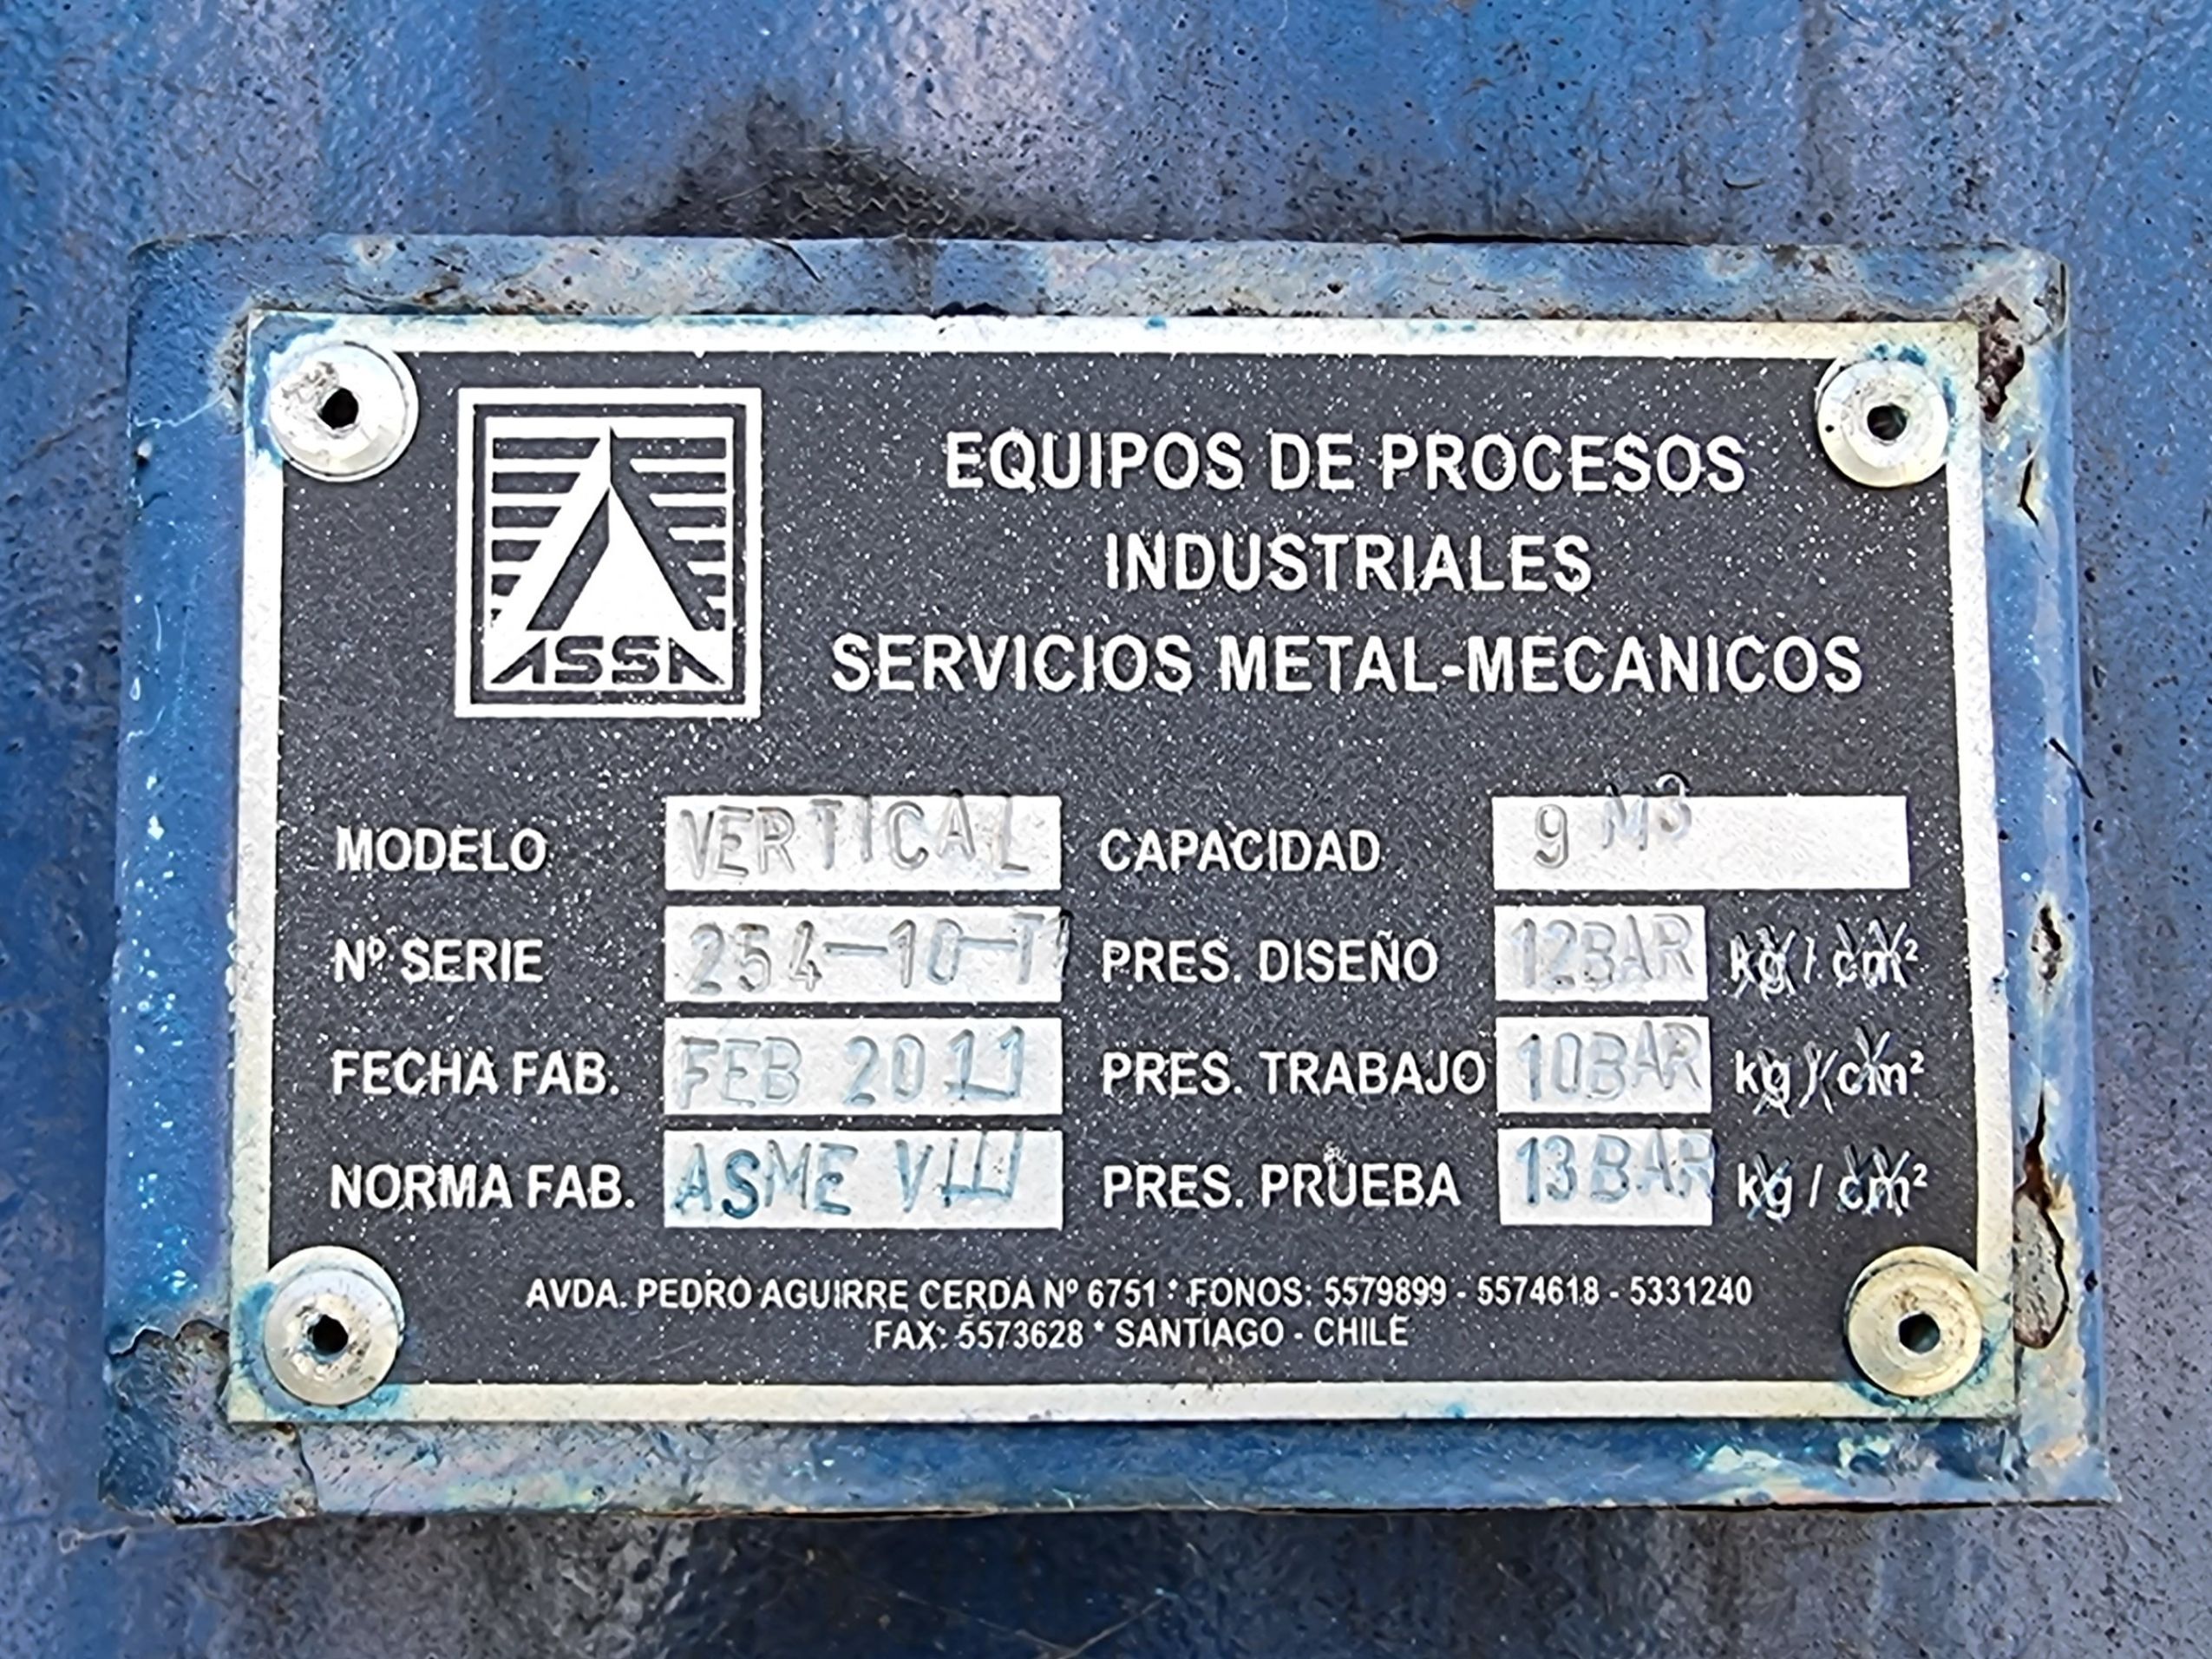 ASSA
EQUIPOS DE PROCESOS
INDUSTRIALES
SERVICIOS METAL-MECANICOS
MODELO VERTICAL CAPACIDAD 9 M3
Nº SERIE 254-10-T1 PRES. DISEÑO 12BAR kg / cm²
FECHA FAB. FEB 2011 PRES. TRABAJO 10BAR kg / cm²
NORMA FAB. ASME VIII PRES. PRUEBA 13BAR kg / cm²
AVDA. PEDRO AGUIRRE CERDA Nº 6751 * FONOS: 5579899 - 5574618 - 5331240
FAX: 5573628 * SANTIAGO - CHILE